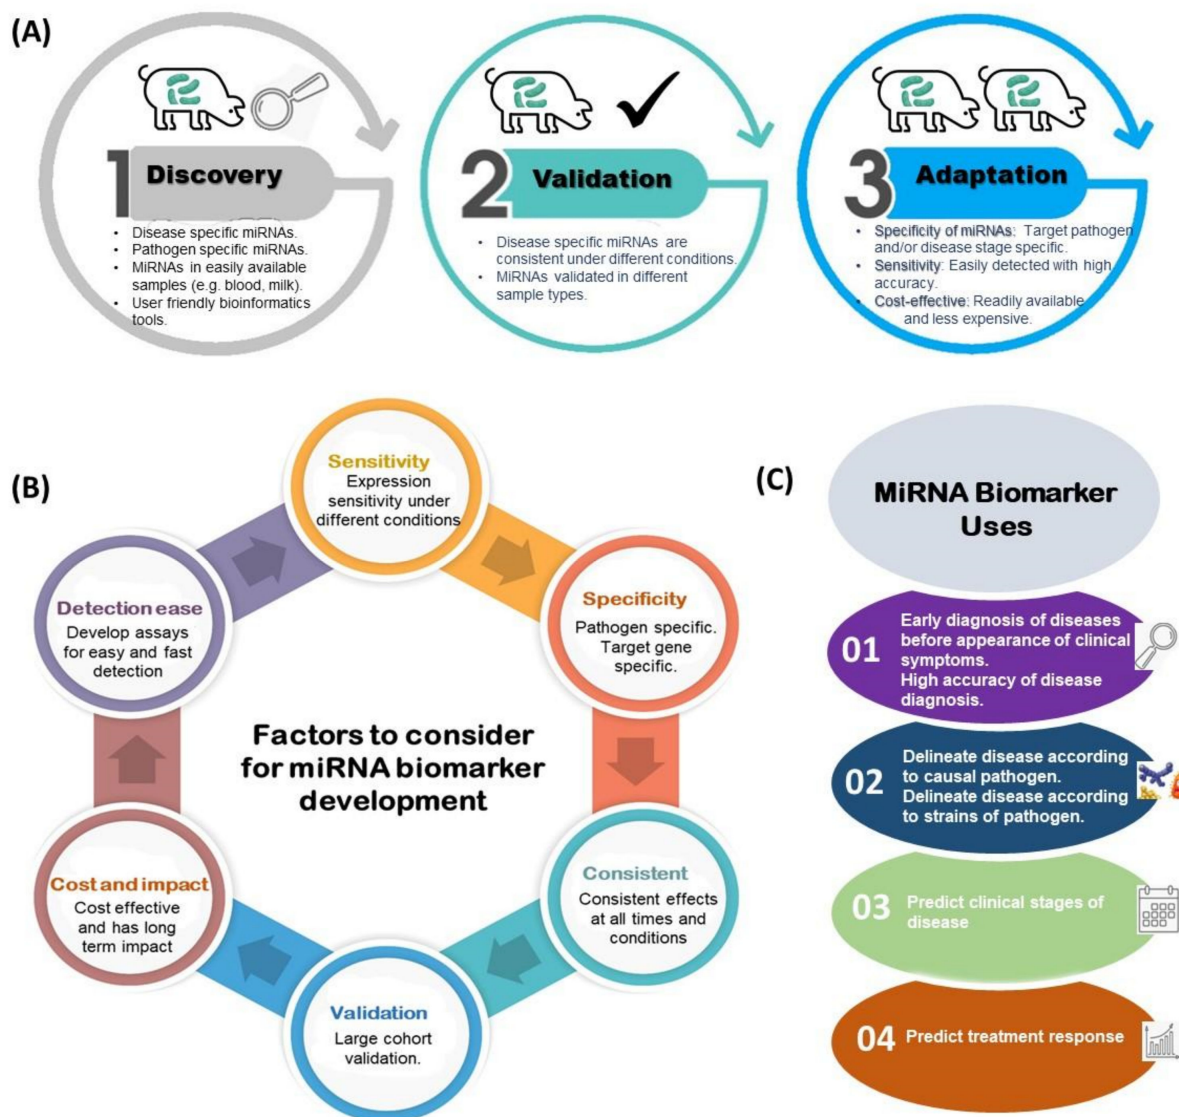 (A)
1 Discovery
• Disease specific miRNAs.
• Pathogen specific miRNAs.
• MiRNAs in easily available
samples (e.g. blood, milk).
• User friendly bioinformatics
tools.
2 Validation
• Disease specific miRNAs are
consistent under different conditions.
• MiRNAs validated in different
sample types.
3 Adaptation
• Specificity of miRNAs: Target pathogen
and/or disease stage specific.
• Sensitivity: Easily detected with high
accuracy.
• Cost-effective: Readily available
and less expensive.
(B)
Factors to consider
for miRNA biomarker
development
Sensitivity
Expression
sensitivity under
different conditions
Specificity
Pathogen specific.
Target gene
specific.
Consistent
Consistent effects
at all times and
conditions
Validation
Large cohort
validation.
Cost and impact
Cost effective
and has long
term impact
Detection ease
Develop assays
for easy and fast
detection
(C)
MiRNA Biomarker
Uses
01
Early diagnosis of diseases
before appearance of clinical
symptoms.
High accuracy of disease
diagnosis.
02
Delineate disease according
to causal pathogen.
Delineate disease according
to strains of pathogen.
03
Predict clinical stages of
disease
04
Predict treatment response